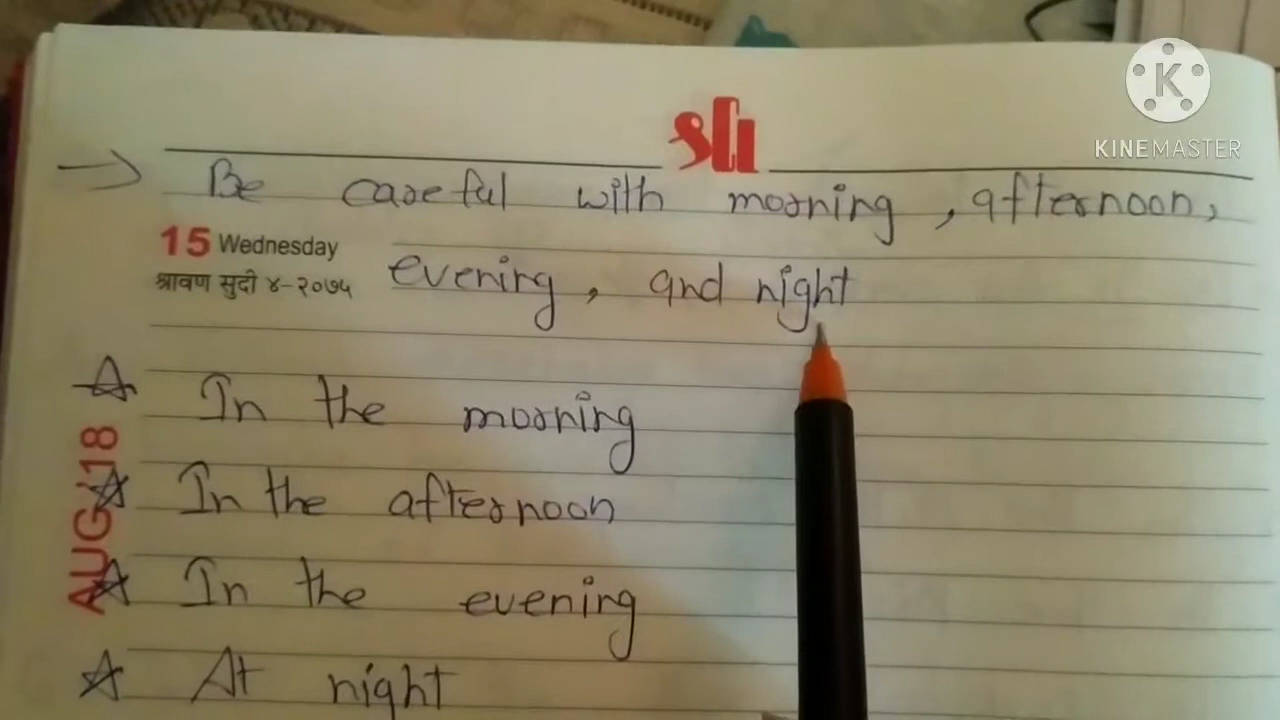 SGI
KINEMASTER
→ Be careful with morning, afternoon,
15 Wednesday
श्रावण सुदी ४-२०७५
evening, and night
AUG'18
☆ In the morning
☆ In the afternoon
☆ In the evening
☆ At night